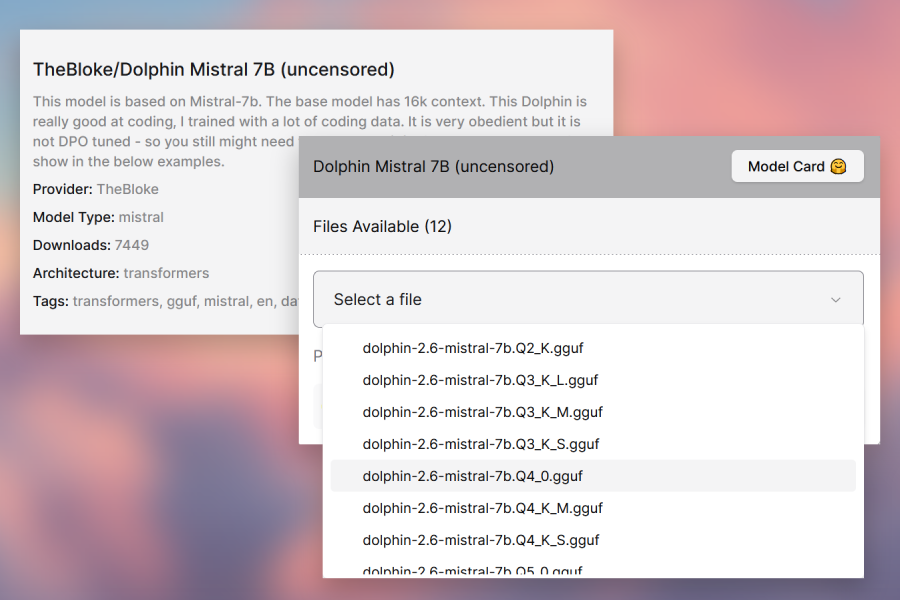 TheBloke/Dolphin Mistral 7B (uncensored)
This model is based on Mistral-7b. The base model has 16k context. This Dolphin is
really good at coding, I trained with a lot of coding data. It is very obedient but it is
not DPO tuned - so you still might need
show in the below examples.
Provider: TheBloke
Model Type: mistral
Downloads: 7449
Architecture: transformers
Tags: transformers, gguf, mistral, en,
Dolphin Mistral 7B (uncensored)
Model Card 🤗
Files Available (12)
Select a file
dolphin-2.6-mistral-7b.Q2_K.gguf
dolphin-2.6-mistral-7b.Q3_K_L.gguf
dolphin-2.6-mistral-7b.Q3_K_M.gguf
dolphin-2.6-mistral-7b.Q3_K_S.gguf
dolphin-2.6-mistral-7b.Q4_0.gguf
dolphin-2.6-mistral-7b.Q4_K_M.gguf
dolphin-2.6-mistral-7b.Q4_K_S.gguf
dolphin-2.6-mistral-7b.Q5_0.gguf